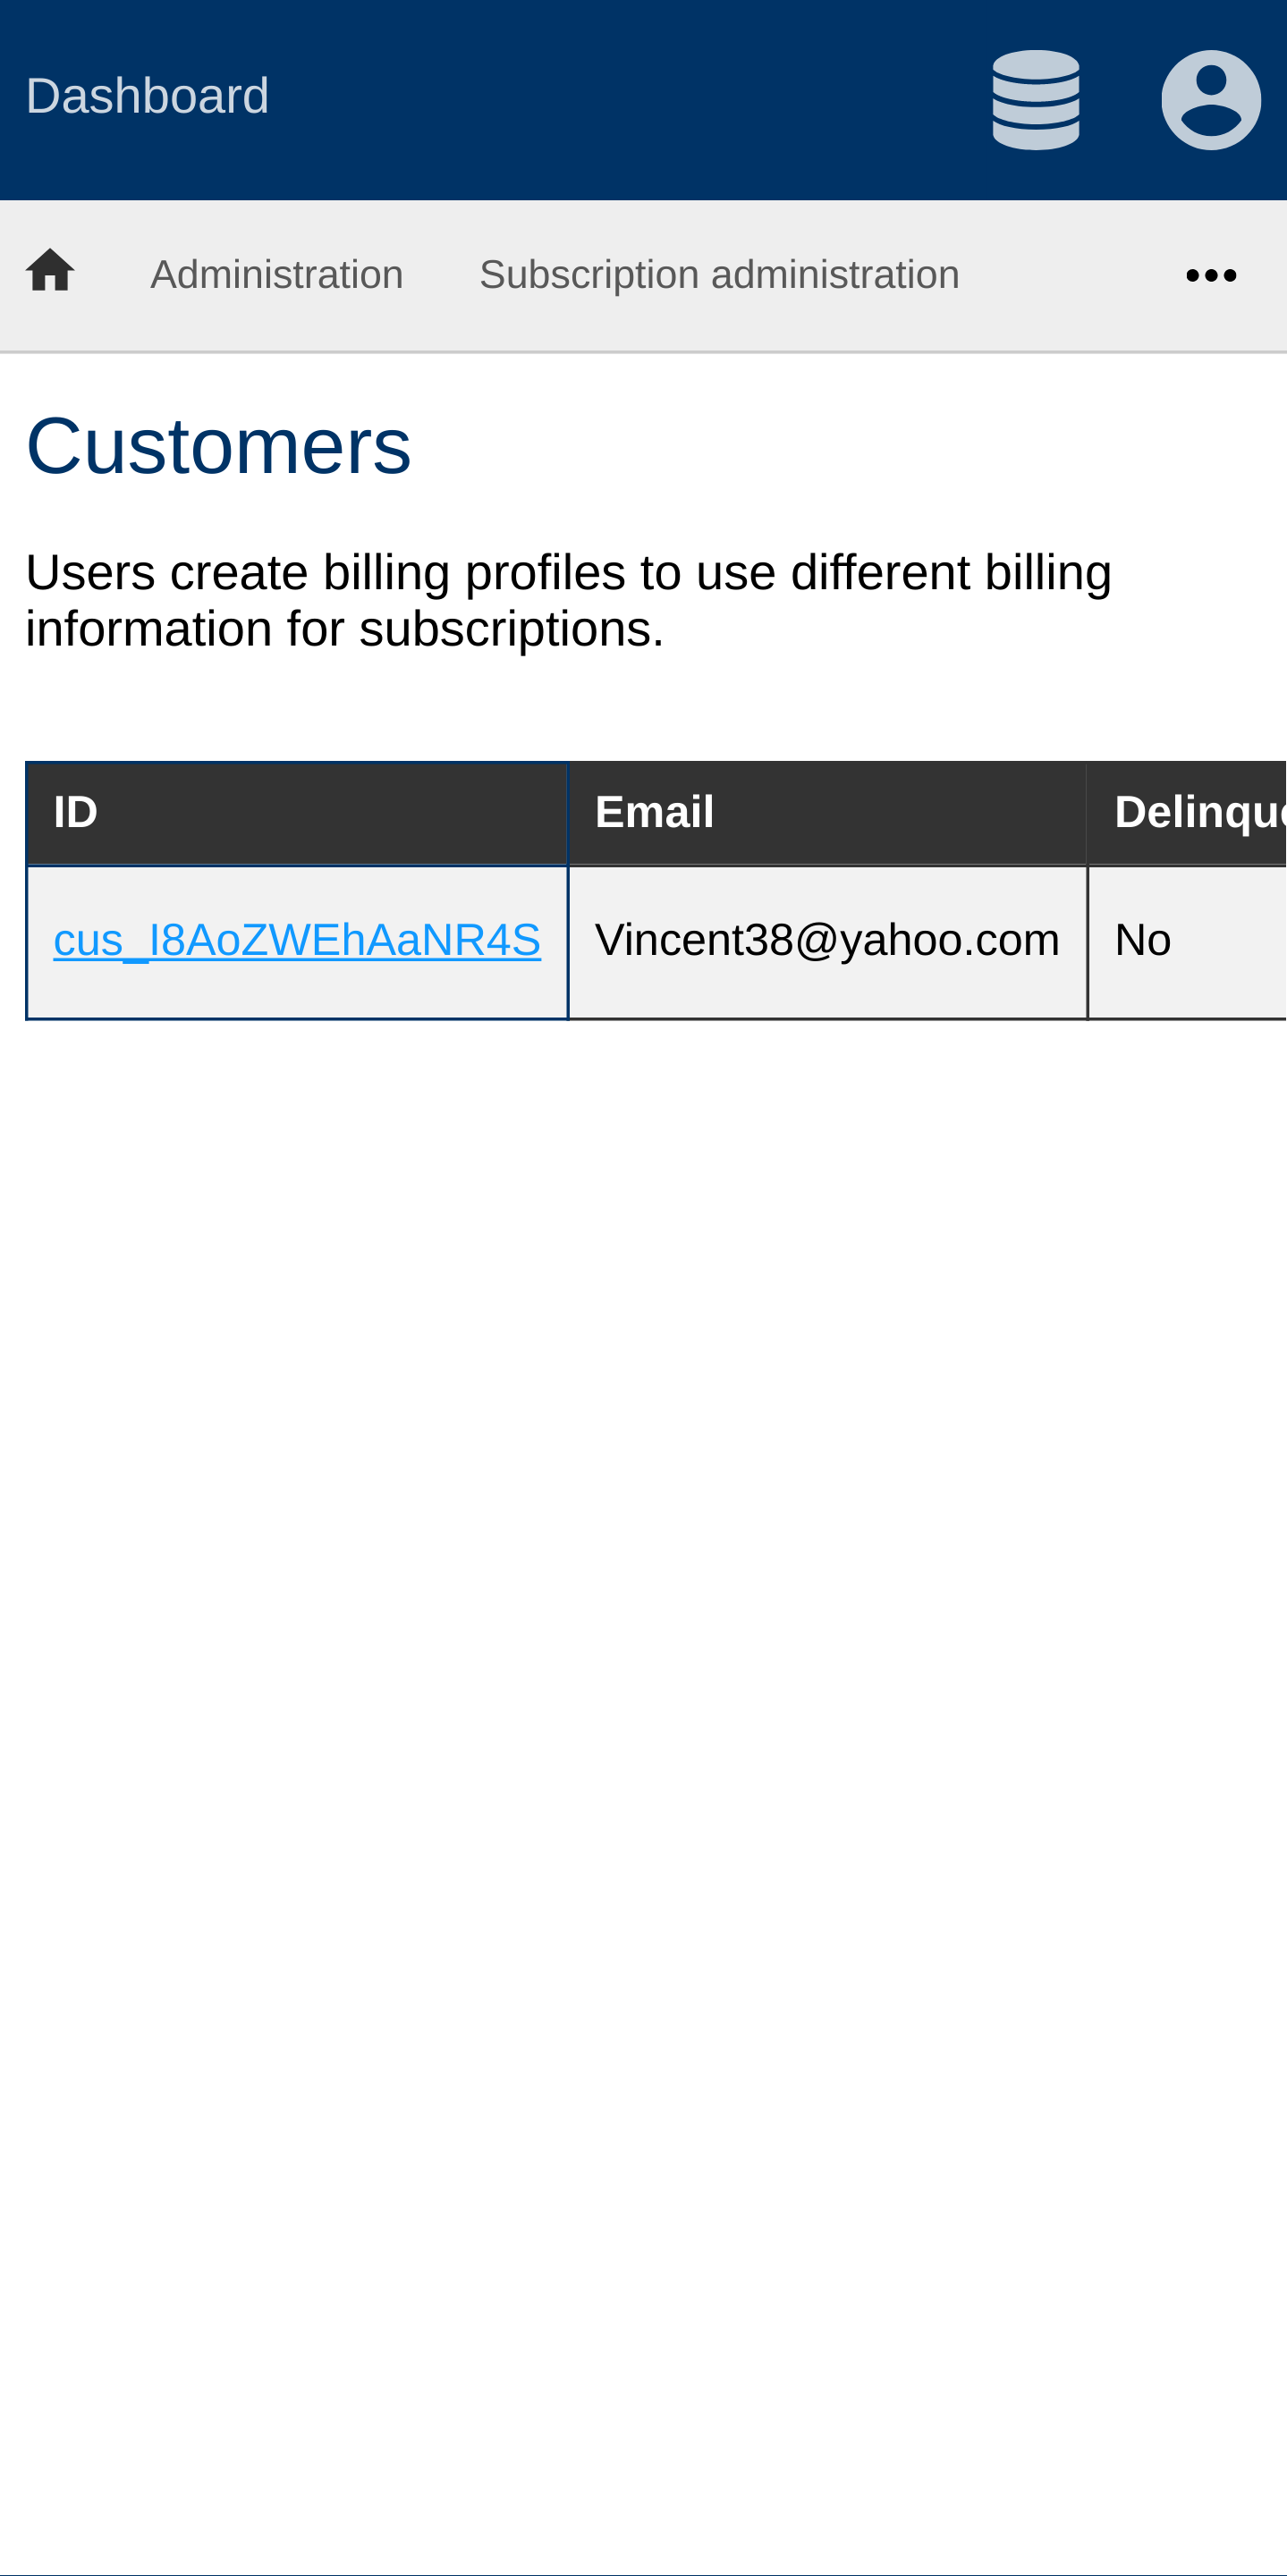 Dashboard
Administration Subscription administration
Customers
Users create billing profiles to use different billing
information for subscriptions.
ID Email
cus_I8AoZWEhAaNR4S Vincent38@yahoo.com No